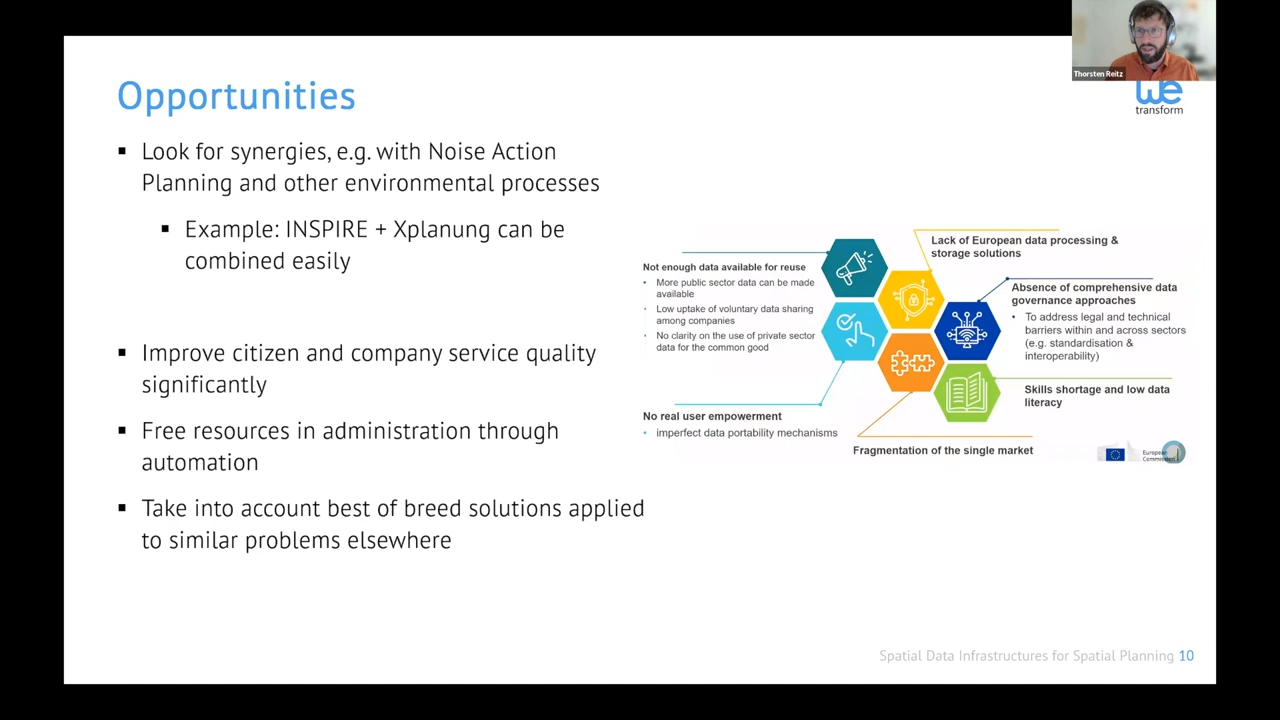 Thorsten Reitz
we
transform
Opportunities
▪ Look for synergies, e.g. with Noise Action
Planning and other environmental processes
▪ Example: INSPIRE + Xplanung can be
combined easily
▪ Improve citizen and company service quality
significantly
▪ Free resources in administration through
automation
▪ Take into account best of breed solutions applied
to similar problems elsewhere
Not enough data available for reuse
• More public sector data can be made
available
• Low uptake of voluntary data sharing
among companies
• No clarity on the use of private sector
data for the common good
No real user empowerment
• imperfect data portability mechanisms
Lack of European data processing &
storage solutions
Absence of comprehensive data
governance approaches
• To address legal and technical
barriers within and across sectors
(e.g. standardisation &
interoperability)
Skills shortage and low data
literacy
Fragmentation of the single market
European
Commission
Spatial Data Infrastructures for Spatial Planning 10